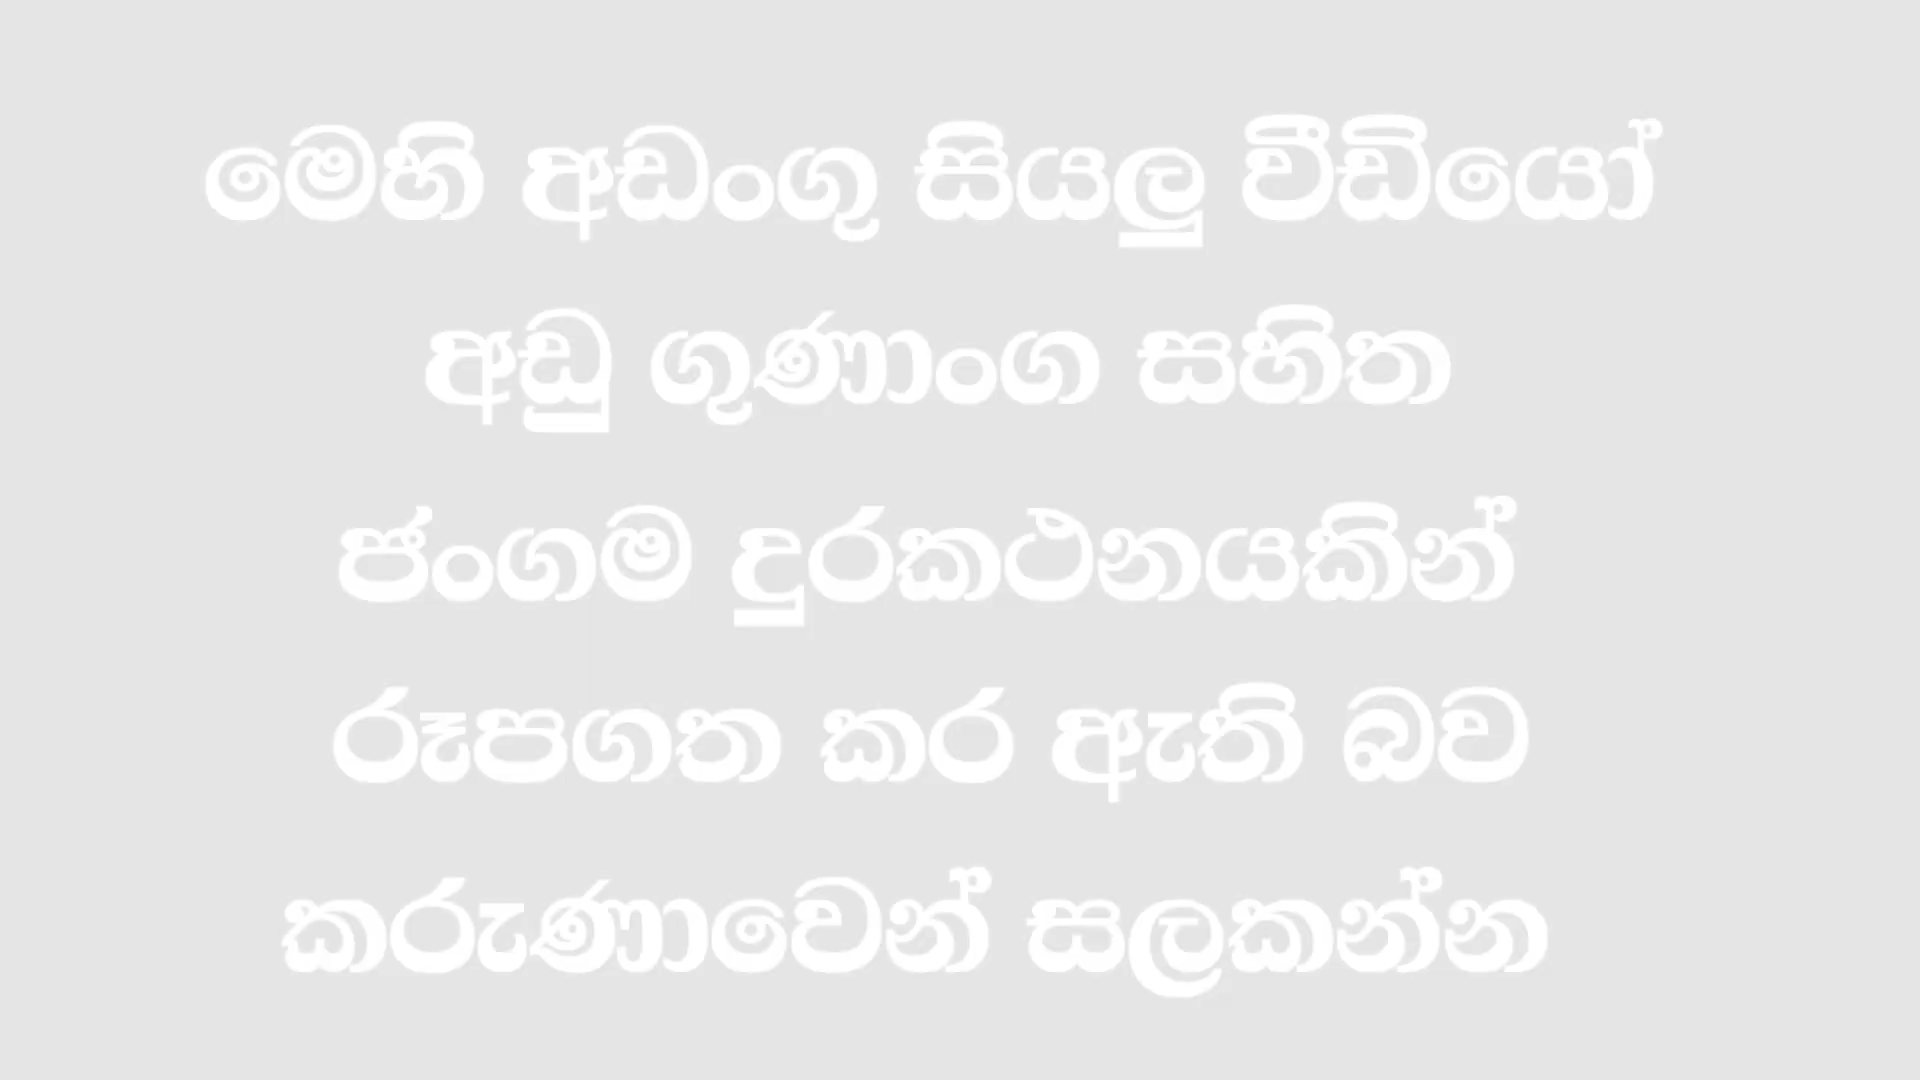 මෙහි අඩංගු සියලු වීඩියෝ
අඩු ගුණාංග සහිත
ජංගම දුරකථනයකින්
රූපගත කර ඇති බව
කරුණාවෙන් සලකන්න